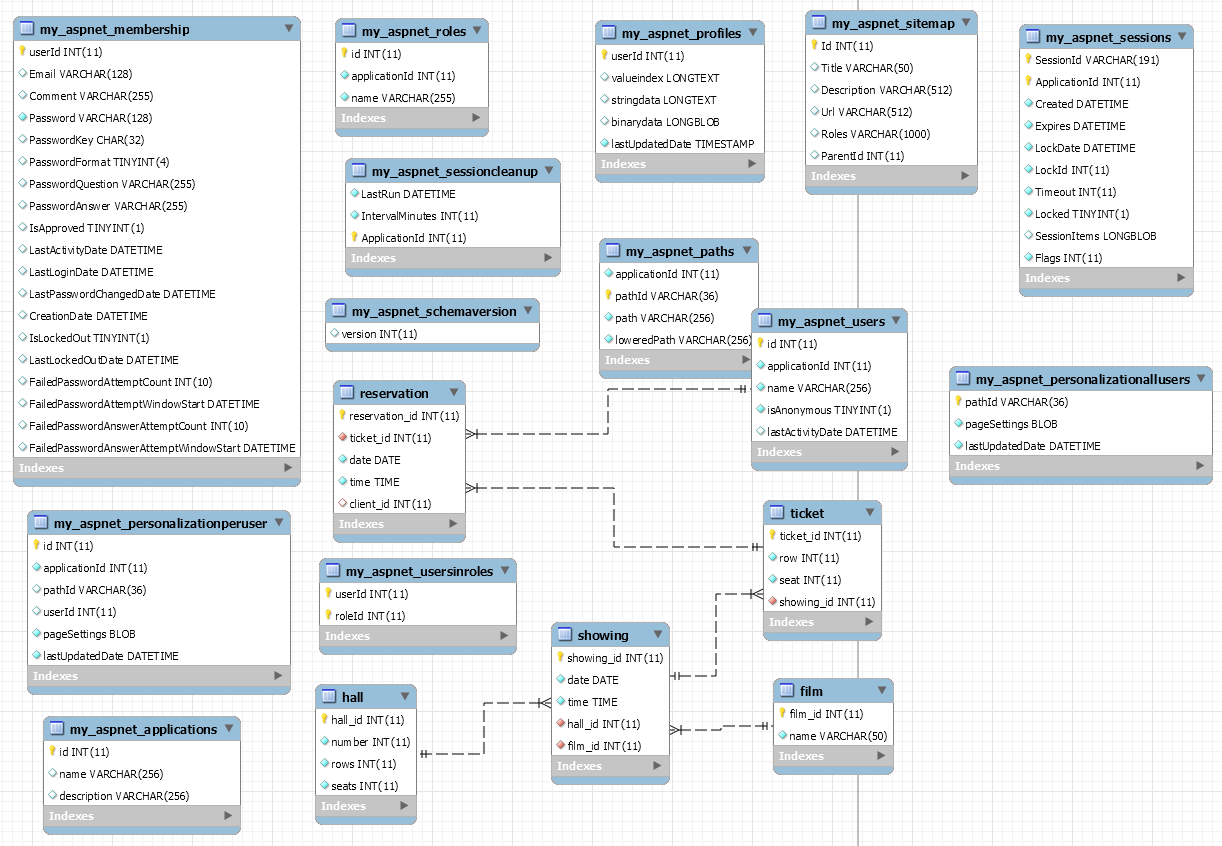 my_aspnet_membership
userId INT(11)
Email VARCHAR(128)
Comment VARCHAR(255)
Password VARCHAR(128)
PasswordKey CHAR(32)
PasswordFormat TINYINT(4)
PasswordQuestion VARCHAR(255)
PasswordAnswer VARCHAR(255)
IsApproved TINYINT(1)
LastActivityDate DATETIME
LastLoginDate DATETIME
LastPasswordChangedDate DATETIME
CreationDate DATETIME
IsLockedOut TINYINT(1)
LastLockedOutDate DATETIME
FailedPasswordAttemptCount INT(10)
FailedPasswordAttemptWindowStart DATETIME
FailedPasswordAnswerAttemptCount INT(10)
FailedPasswordAnswerAttemptWindowStart DATETIME
Indexes
my_aspnet_roles
id INT(11)
applicationId INT(11)
name VARCHAR(255)
Indexes
my_aspnet_profiles
userId INT(11)
valueindex LONGTEXT
stringdata LONGTEXT
binarydata LONGBLOB
lastUpdatedDate TIMESTAMP
Indexes
my_aspnet_sitemap
Id INT(11)
Title VARCHAR(50)
Description VARCHAR(512)
Url VARCHAR(512)
Roles VARCHAR(1000)
ParentId INT(11)
Indexes
my_aspnet_sessions
SessionId VARCHAR(191)
ApplicationId INT(11)
Created DATETIME
Expires DATETIME
LockDate DATETIME
LockId INT(11)
Timeout INT(11)
Locked TINYINT(1)
SessionItems LONGBLOB
Flags INT(11)
Indexes
my_aspnet_sessioncleanup
LastRun DATETIME
IntervalMinutes INT(11)
ApplicationId INT(11)
Indexes
my_aspnet_paths
applicationId INT(11)
pathId VARCHAR(36)
path VARCHAR(256)
loweredPath VARCHAR(256)
Indexes
my_aspnet_schemaversion
version INT(11)
my_aspnet_users
id INT(11)
applicationId INT(11)
name VARCHAR(256)
isAnonymous TINYINT(1)
lastActivityDate DATETIME
Indexes
my_aspnet_personalizationallusers
pathId VARCHAR(36)
pageSettings BLOB
lastUpdatedDate DATETIME
Indexes
reservation
reservation_id INT(11)
ticket_id INT(11)
date DATE
time TIME
client_id INT(11)
Indexes
my_aspnet_personalizationperuser
id INT(11)
applicationId INT(11)
pathId VARCHAR(36)
userId INT(11)
pageSettings BLOB
lastUpdatedDate DATETIME
Indexes
my_aspnet_usersinroles
userId INT(11)
roleId INT(11)
Indexes
ticket
ticket_id INT(11)
row INT(11)
seat INT(11)
showing_id INT(11)
Indexes
showing
showing_id INT(11)
date DATE
time TIME
hall_id INT(11)
film_id INT(11)
Indexes
film
film_id INT(11)
name VARCHAR(50)
Indexes
hall
hall_id INT(11)
number INT(11)
rows INT(11)
seats INT(11)
Indexes
my_aspnet_applications
id INT(11)
name VARCHAR(256)
description VARCHAR(256)
Indexes